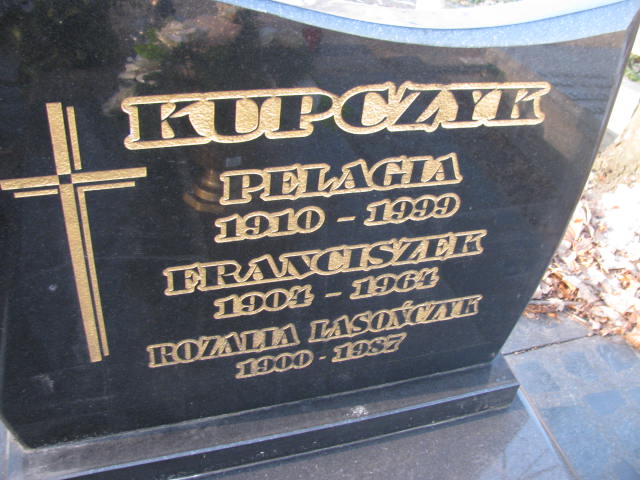 KUPCZYK
PELAGIA
1910 - 1999
FRANCISZEK
1904 - 1964
ROZALIA LASOŃCZYK
1900 - 1987